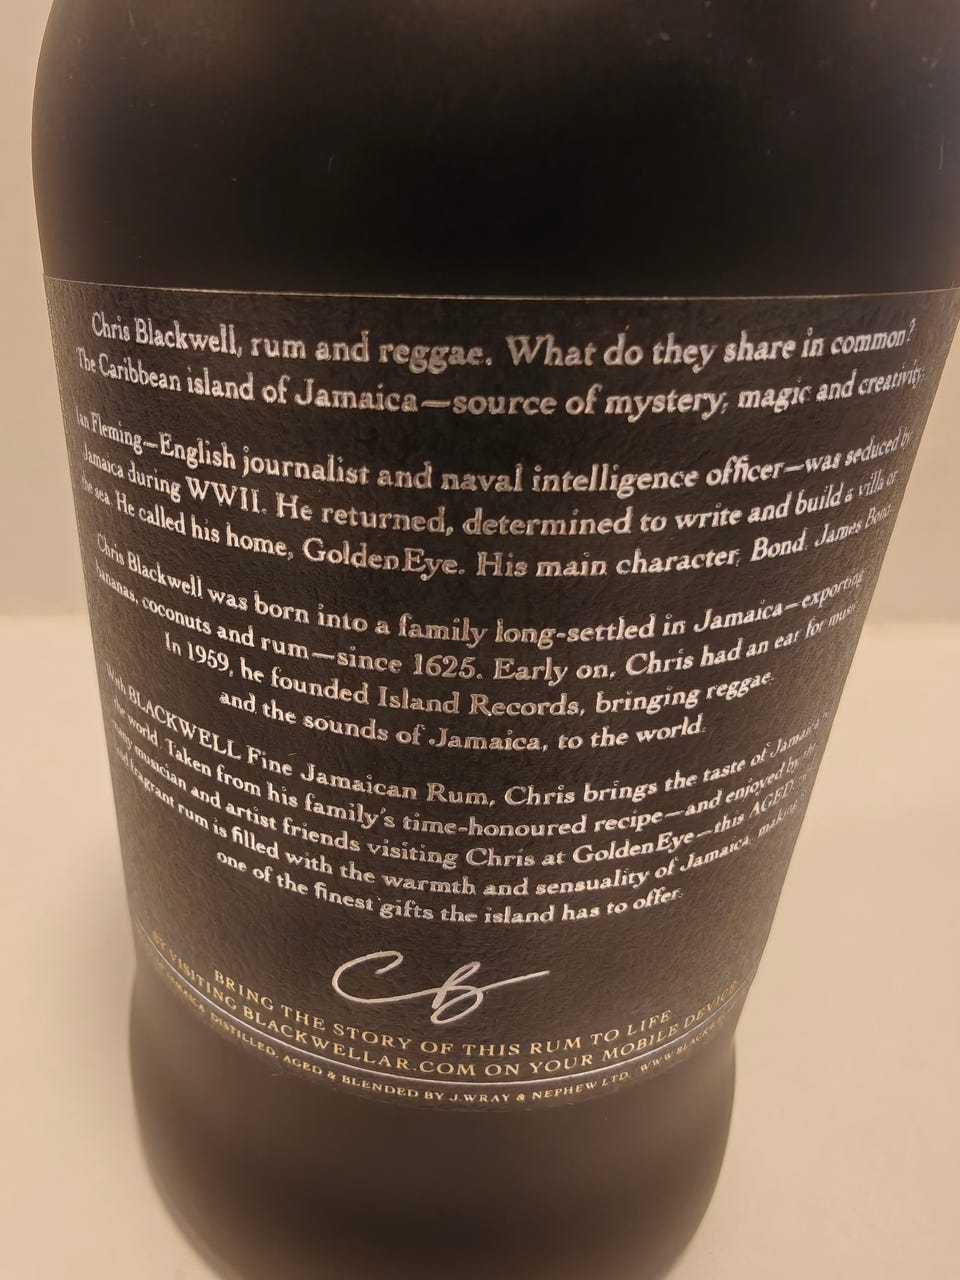 Chris Blackwell, rum and reggae. What do they share in common?
The Caribbean island of Jamaica—source of mystery, magic and creativity.
Ian Fleming—English journalist and naval intelligence officer—was seduced by
Jamaica during WWII. He returned, determined to write and build a villa by
the sea. He called his home, GoldenEye. His main character, Bond. James Bond.
Chris Blackwell was born into a family long-settled in Jamaica—exporting
bananas, coconuts and rum—since 1625. Early on, Chris had an ear for music.
In 1959, he founded Island Records, bringing reggae,
and the sounds of Jamaica, to the world.
With BLACKWELL Fine Jamaican Rum, Chris brings the taste of Jamaica to
the world. Taken from his family's time-honoured recipe—and enjoyed by the
many musician and artist friends visiting Chris at GoldenEye—this AGED,
and fragrant rum is filled with the warmth and sensuality of Jamaica, making
one of the finest gifts the island has to offer.
CB
BRING THE STORY OF THIS RUM TO LIFE
BY VISITING BLACKWELLAR.COM ON YOUR MOBILE DEVICE.
JAMAICA. DISTILLED, AGED & BLENDED BY J.WRAY & NEPHEW LTD.